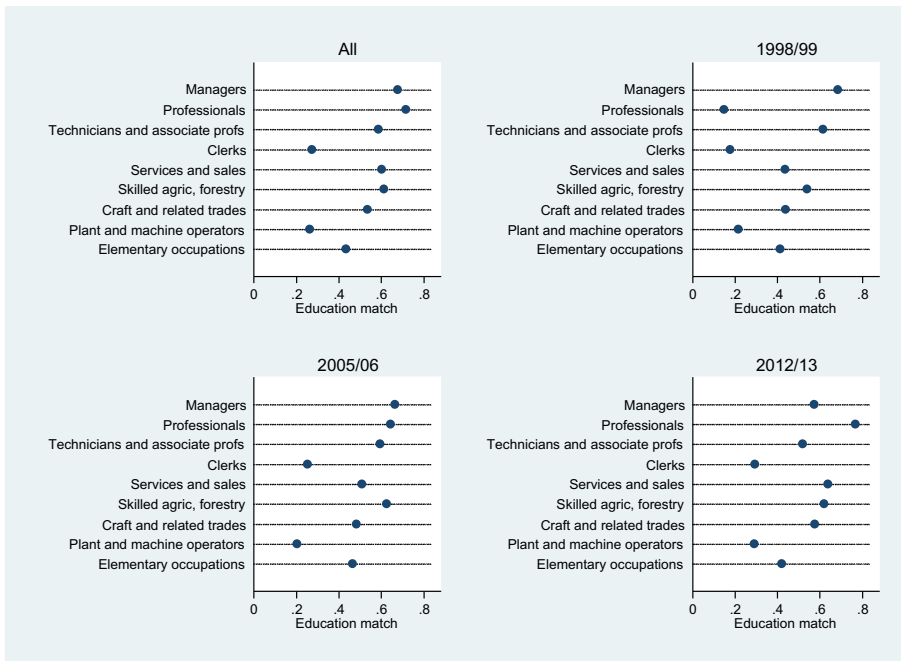 All
Managers
Professionals
Technicians and associate profs
Clerks
Services and sales
Skilled agric, forestry
Craft and related trades
Plant and machine operators
Elementary occupations
0 .2 .4 .6 .8
Education match
1998/99
Managers
Professionals
Technicians and associate profs
Clerks
Services and sales
Skilled agric, forestry
Craft and related trades
Plant and machine operators
Elementary occupations
0 .2 .4 .6 .8
Education match
2005/06
Managers
Professionals
Technicians and associate profs
Clerks
Services and sales
Skilled agric, forestry
Craft and related trades
Plant and machine operators
Elementary occupations
0 .2 .4 .6 .8
Education match
2012/13
Managers
Professionals
Technicians and associate profs
Clerks
Services and sales
Skilled agric, forestry
Craft and related trades
Plant and machine operators
Elementary occupations
0 .2 .4 .6 .8
Education match